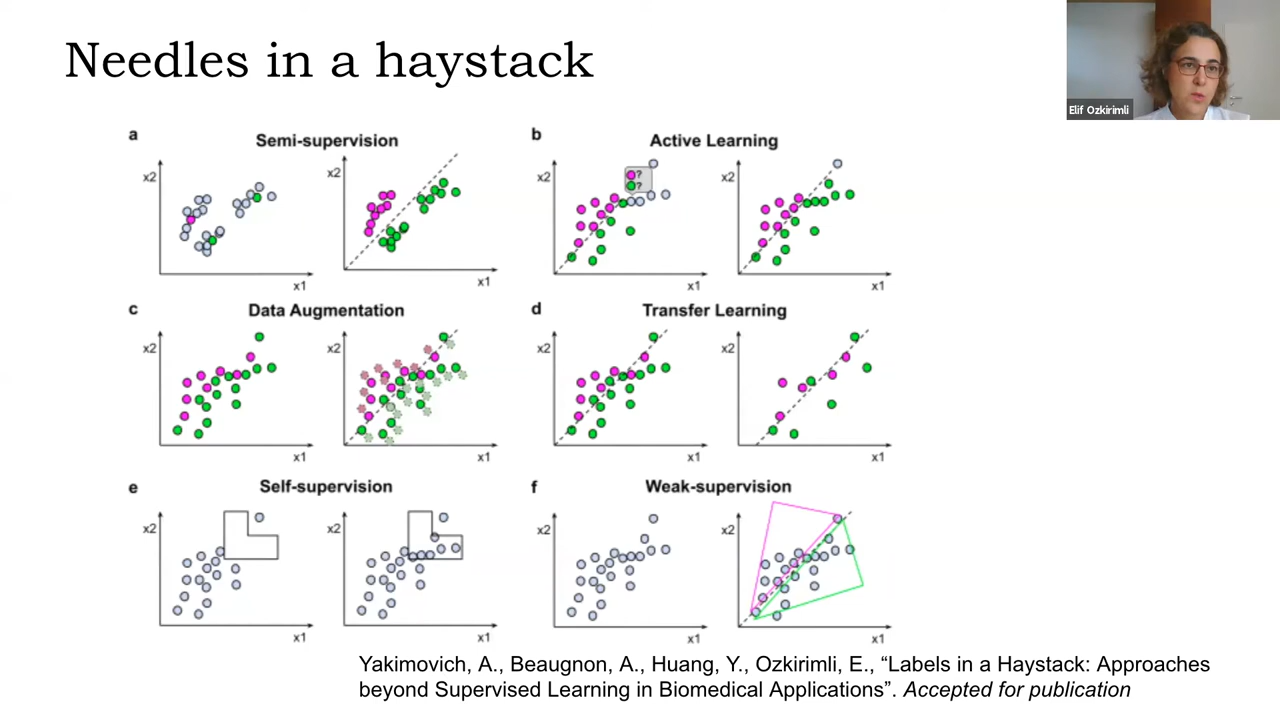 Needles in a haystack
Elif Ozkirimli
a
Semi-supervision
x2
x1
x2
x1
b
Active Learning
x2
?
?
x1
x2
x1
c
Data Augmentation
x2
x1
x2
x1
d
Transfer Learning
x2
x1
x2
x1
e
Self-supervision
x2
x1
x2
x1
f
Weak-supervision
x2
x1
x2
x1
Yakimovich, A., Beaugnon, A., Huang, Y., Ozkirimli, E., “Labels in a Haystack: Approaches
beyond Supervised Learning in Biomedical Applications”. Accepted for publication